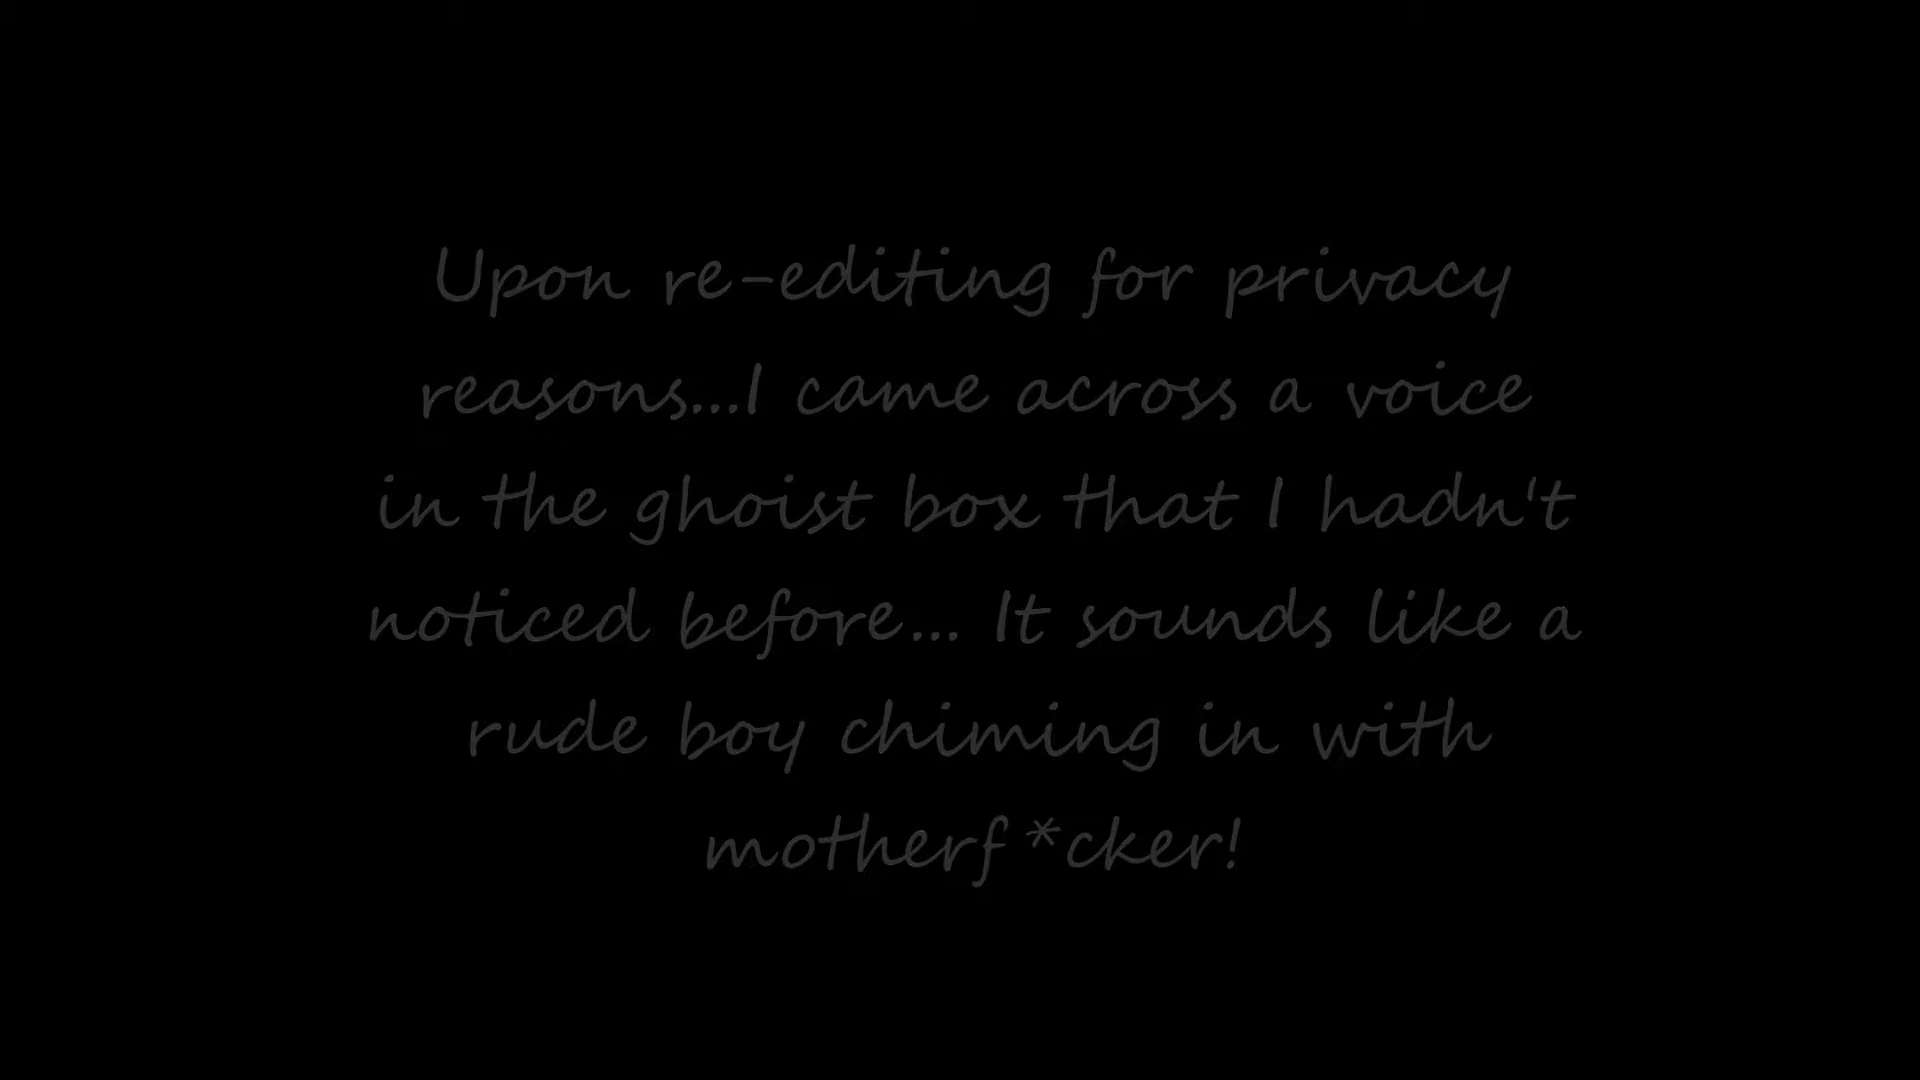 Upon re-editing for privacy
reasons...I came across a voice
in the ghoist box that I hadn't
noticed before... It sounds like a
rude boy chiming in with
motherf*cker!